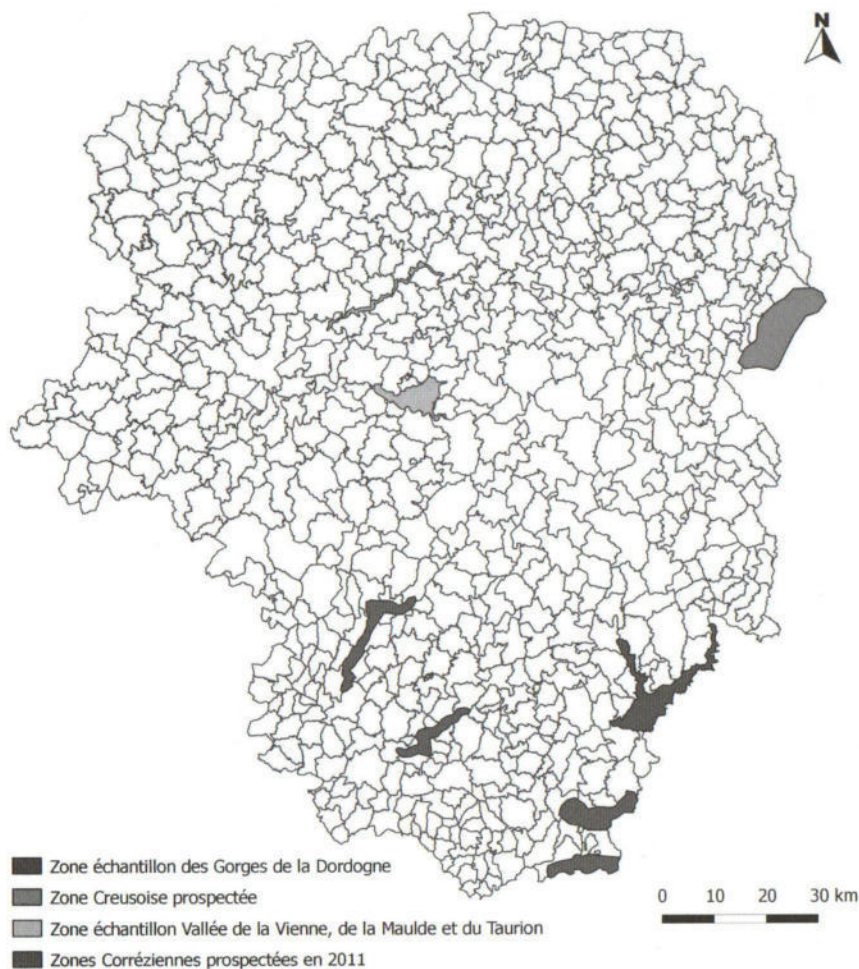 N
Zone échantillon des Gorges de la Dordogne
Zone Creusoise prospectée
Zone échantillon Vallée de la Vienne, de la Maulde et du Taurion
Zones Corréziennes prospectées en 2011
0 10 20 30 km